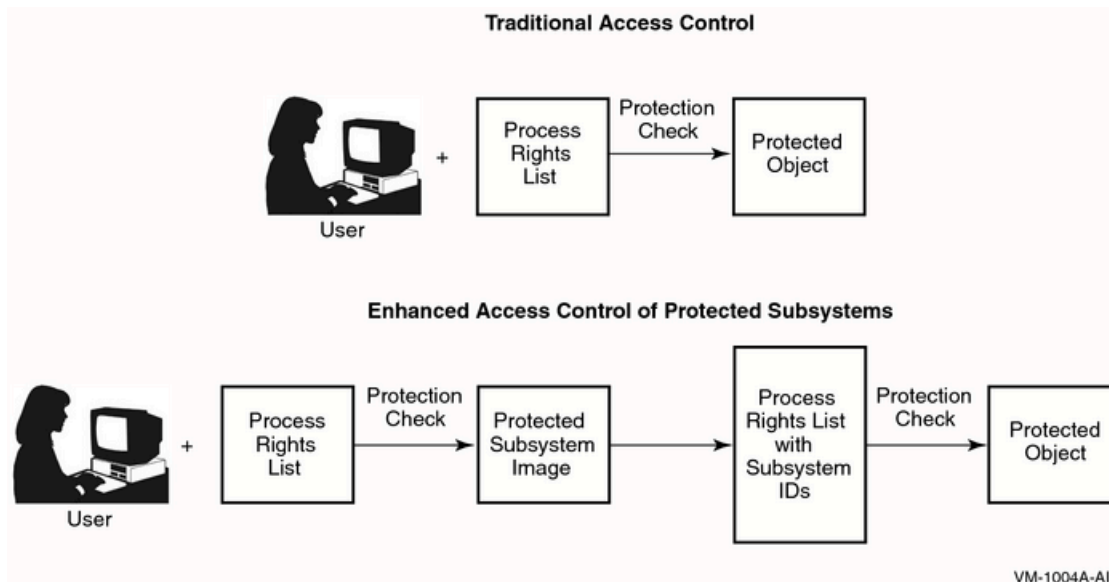 Traditional Access Control
Process
Rights
List
Protection
Check
Protected
Object
+
User
Enhanced Access Control of Protected Subsystems
Process
Rights
List
Protection
Check
Protected
Subsystem
Image
Process
Rights List
with
Subsystem
IDs
Protection
Check
Protected
Object
+
User
VM-1004A-AI